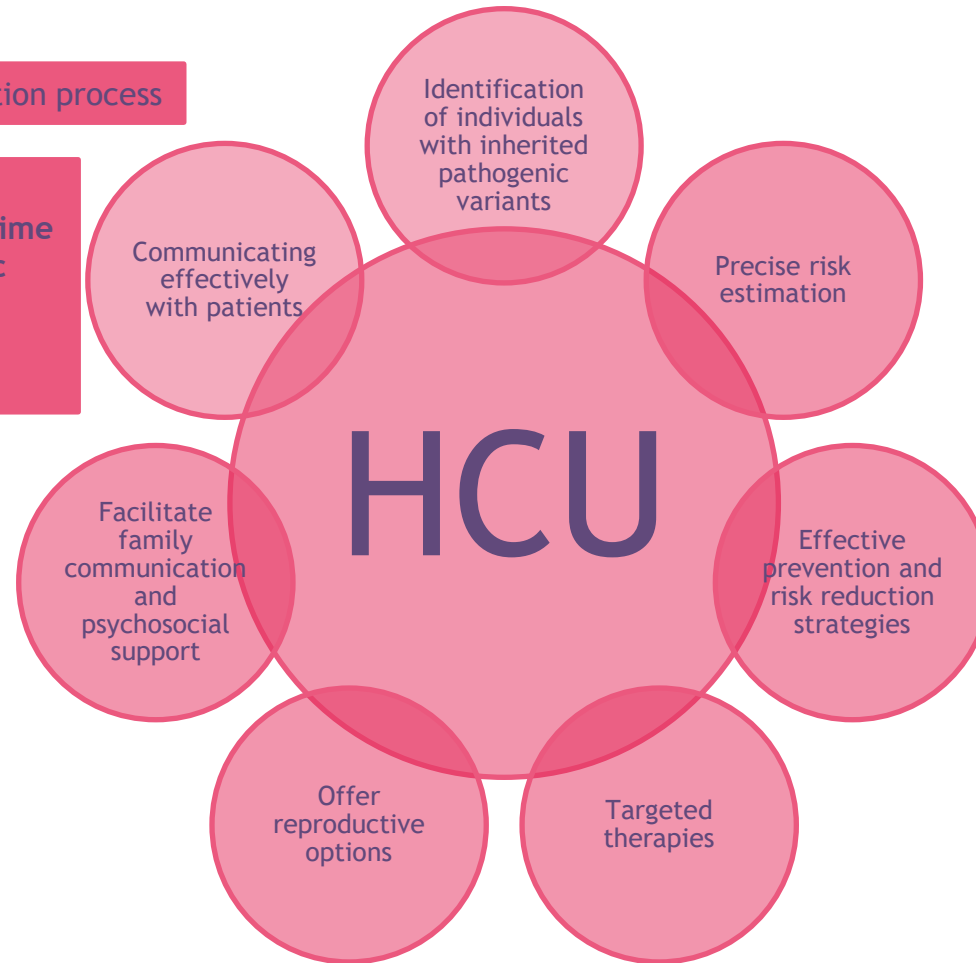 tion process
ime
c
Identification
of individuals
with inherited
pathogenic
variants
Precise risk
estimation
Effective
prevention and
risk reduction
strategies
Targeted
therapies
Offer
reproductive
options
Facilitate
family
communication
and
psychosocial
support
Communicating
effectively
with patients
HCU